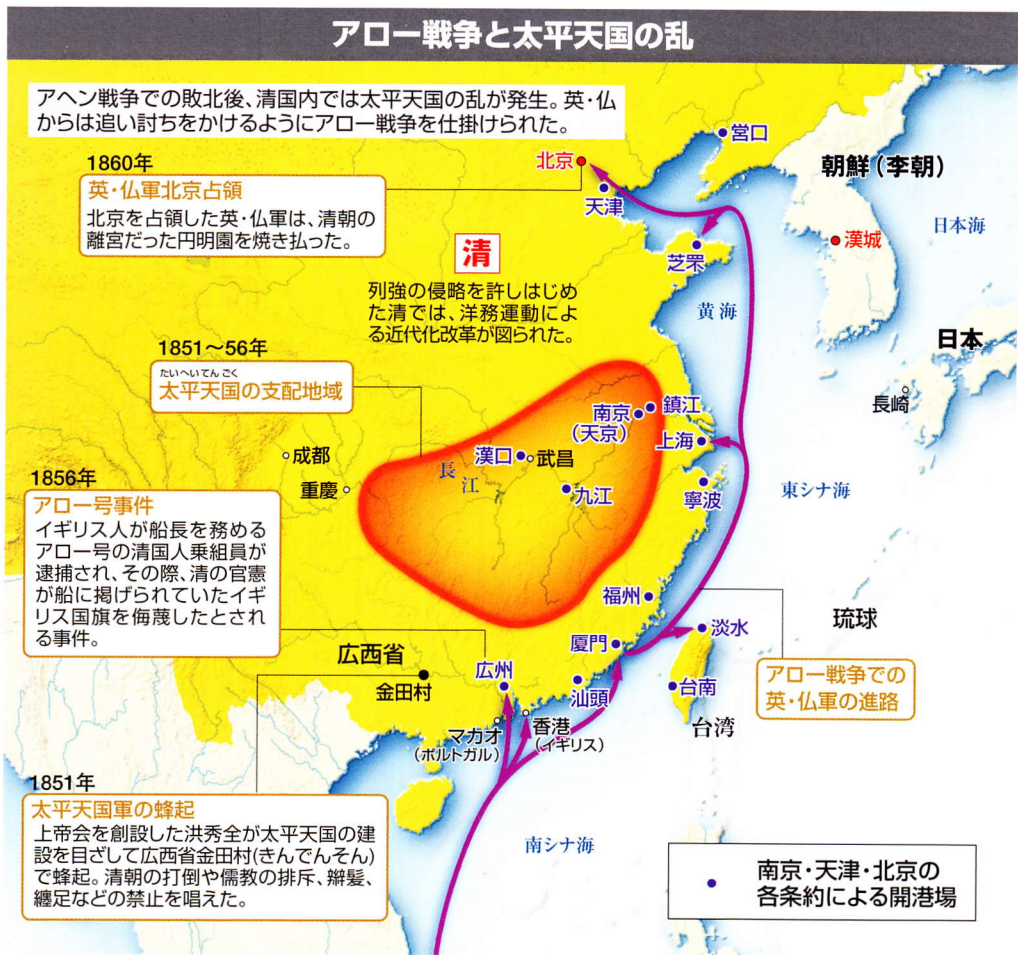 アロー戦争と太平天国の乱
アヘン戦争での敗北後、清国内では太平天国の乱が発生。英・仏
からは追い討ちをかけるようにアロー戦争を仕掛けられた。
1860年
英・仏軍北京占領
北京を占領した英・仏軍は、清朝の
離宮だった円明園を焼き払った。
北京
天津
営口
朝鮮(李朝)
漢城
日本海
芝罘
清
列強の侵略を許しはじめ
た清では、洋務運動によ
る近代化改革が図られた。
黄海
日本
長崎
1851～56年
たいへいてんごく
太平天国の支配地域
南京
(天京)
鎮江
上海
成都
重慶
漢口
武昌
長江
九江
寧波
東シナ海
1856年
アロー号事件
イギリス人が船長を務める
アロー号の清国人乗組員が
逮捕され、その際、清の官憲
が船に掲げられていたイギ
リス国旗を侮蔑したとされ
る事件。
福州
厦門
淡水
琉球
広西省
金田村
広州
汕頭
台南
台湾
アロー戦争での
英・仏軍の進路
マカオ
(ポルトガル)
香港
(イギリス)
1851年
太平天国軍の蜂起
上帝会を創設した洪秀全が太平天国の建
設を目ざして広西省金田村(きんでんそん)
で蜂起。清朝の打倒や儒教の排斥、辮髪、
纏足などの禁止を唱えた。
南シナ海
南京・天津・北京の
各条約による開港場